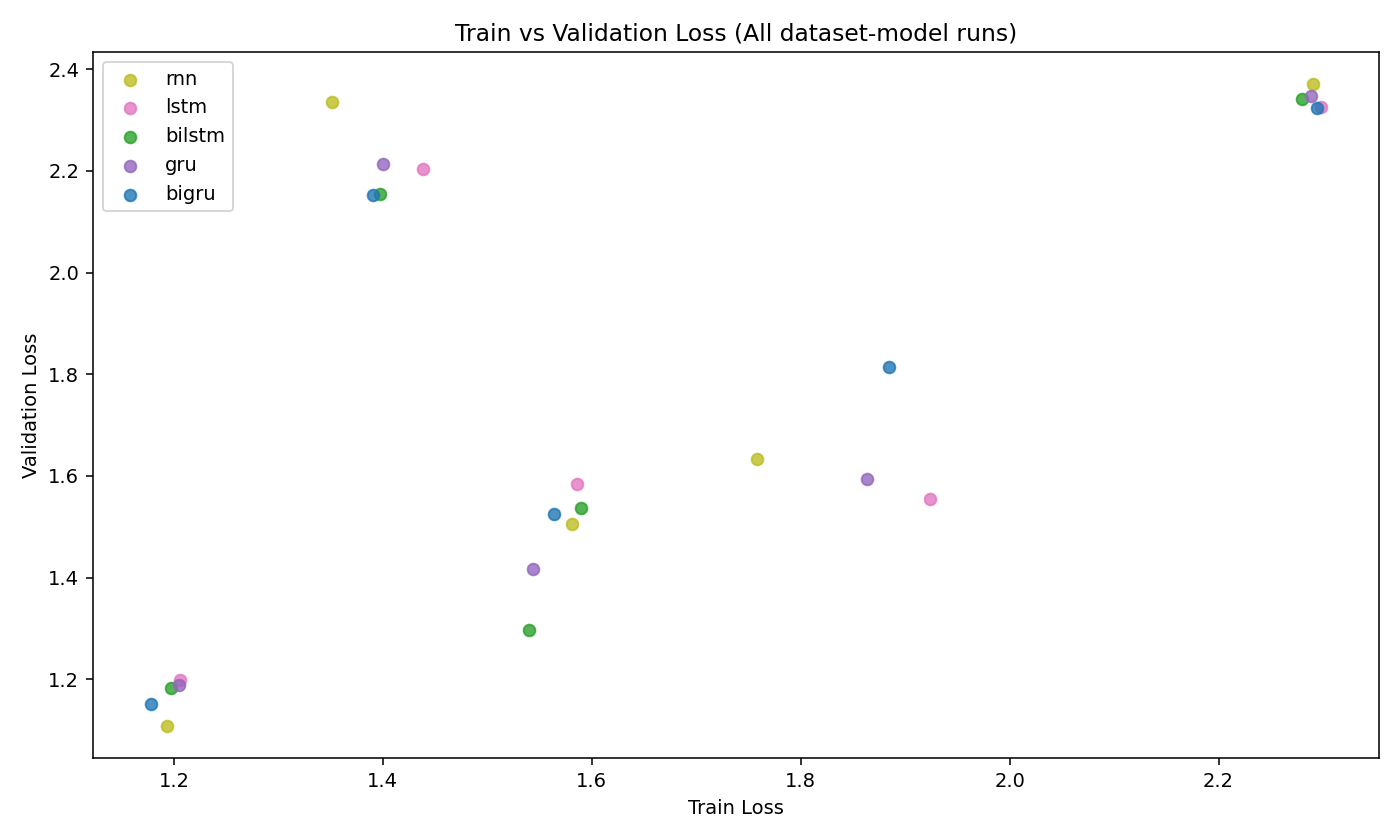 Train vs Validation Loss (All dataset-model runs)
rnn
lstm
bilstm
gru
bigru
2.4
2.2
2.0
1.8
1.6
1.4
1.2
Validation Loss
1.2 1.4 1.6 1.8 2.0 2.2
Train Loss